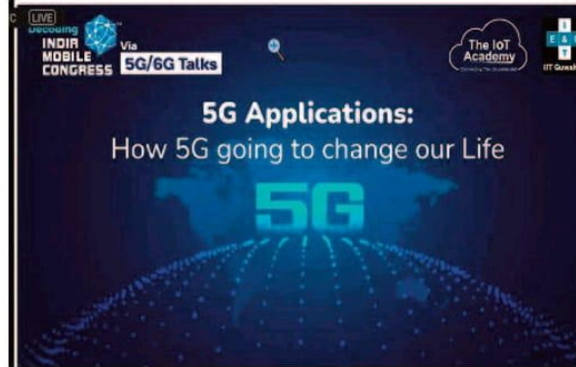 C LIVE
Decoding
INDIA
MOBILE
CONGRESS
Via
5G/6G Talks
The IoT
Academy
I
E & I
T
IIT Guwah
5G Applications:
How 5G going to change our Life
5G